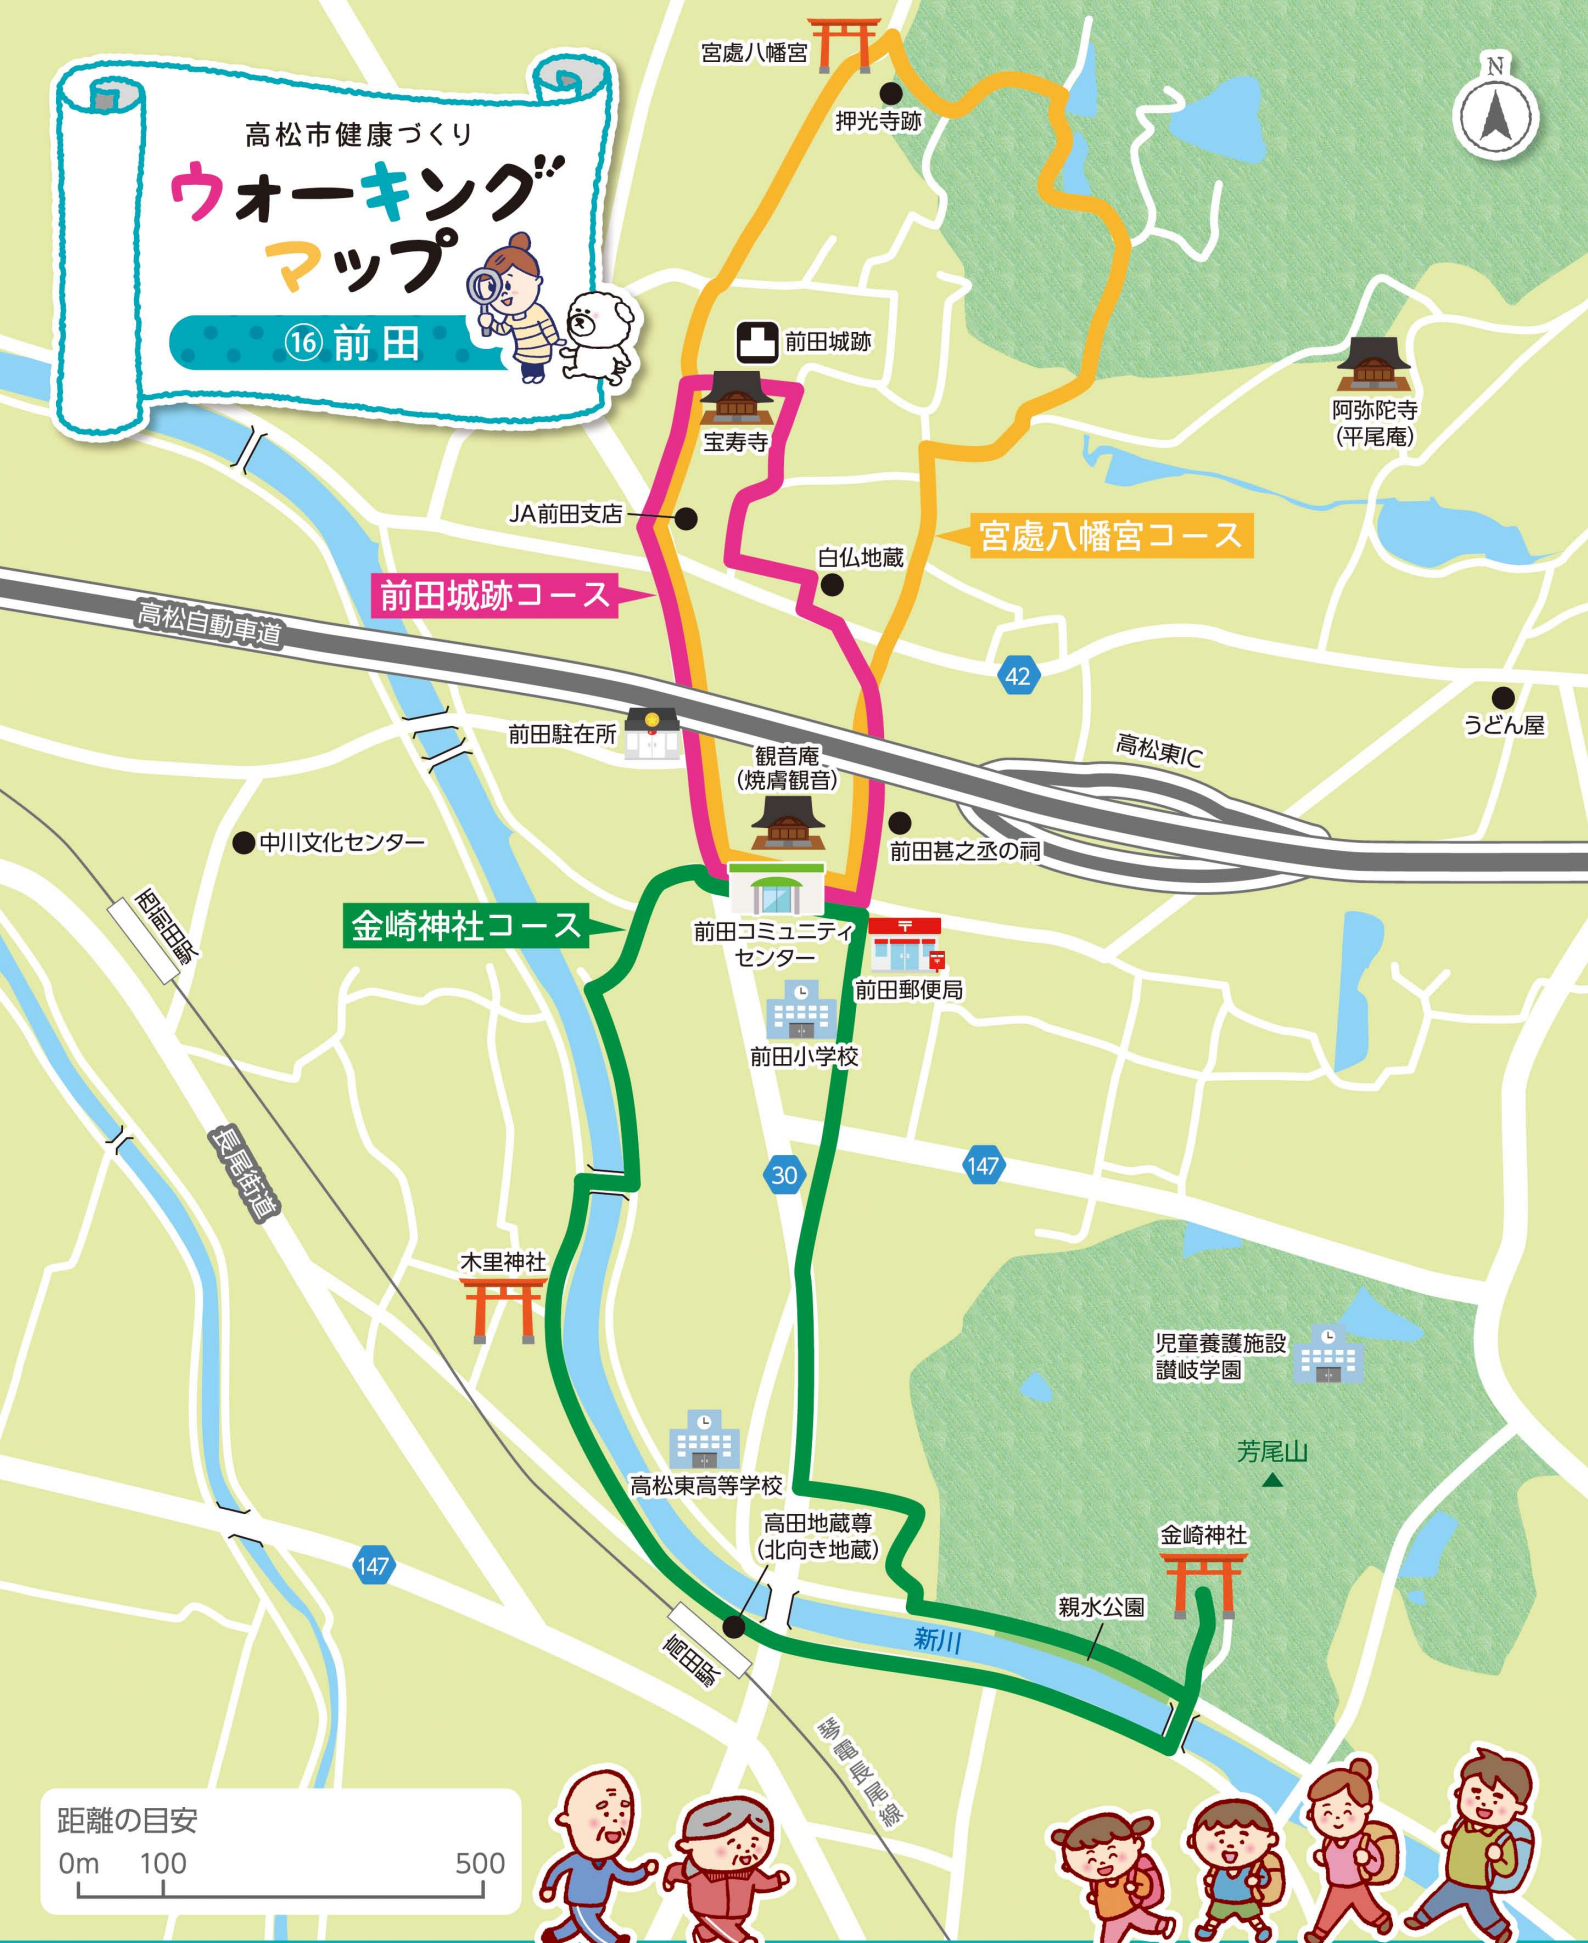 高松市健康づくり
ウォーキング
マップ
⑯前田
N
宮處八幡宮
押光寺跡
前田城跡
宝寿寺
阿弥陀寺
(平尾庵)
JA前田支店
宮處八幡宮コース
白仏地蔵
前田城跡コース
高松自動車道
42
うどん屋
前田駐在所
観音庵
(焼膚観音)
高松東IC
中川文化センター
前田甚之丞の祠
西前田駅
金崎神社コース
前田コミュニティ
センター
前田郵便局
前田小学校
長尾街道
30
147
木里神社
児童養護施設
讃岐学園
芳尾山
高松東高等学校
高田地蔵尊
(北向き地蔵)
金崎神社
147
親水公園
新川
高田駅
琴電長尾線
距離の目安
0m 100 500